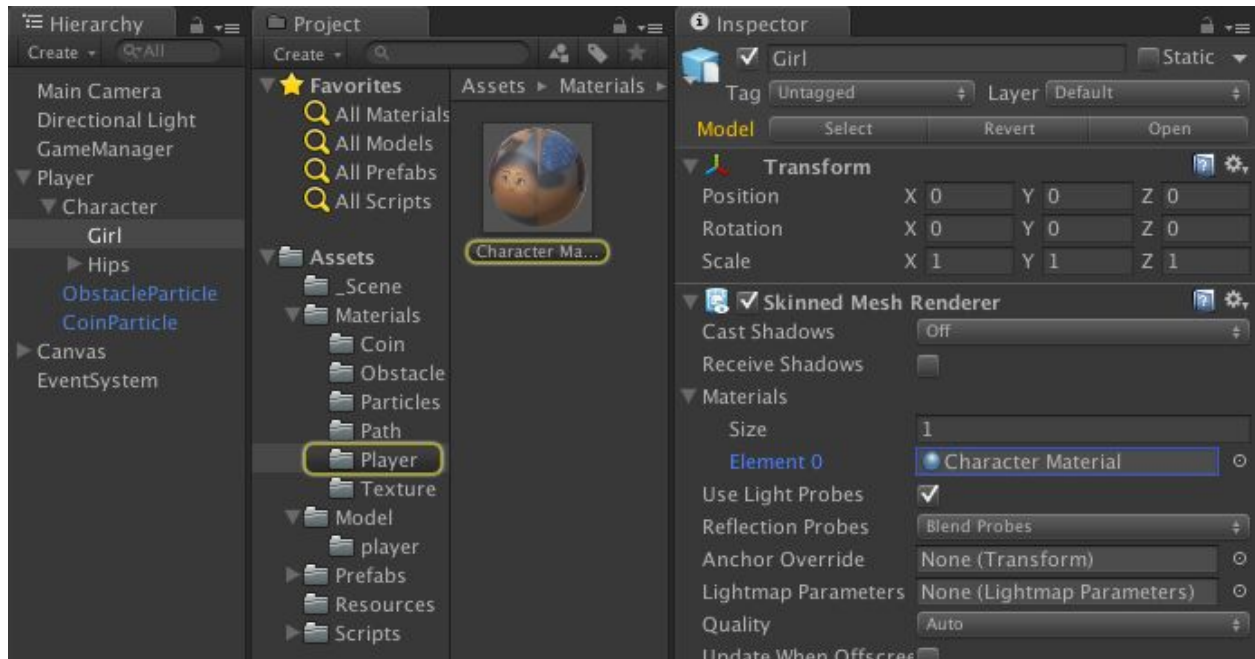 Hierarchy
Create
All
Main Camera
Directional Light
GameManager
Player
Character
Girl
Hips
ObstacleParticle
CoinParticle
Canvas
EventSystem
Project
Create
Favorites
All Materials
All Models
All Prefabs
All Scripts
Assets
_Scene
Materials
Coin
Obstacle
Particles
Path
Player
Texture
Model
player
Prefabs
Resources
Scripts
Assets Materials
Character Ma...
Inspector
Girl Static
Tag Untagged Layer Default
Model Select Revert Open
Transform
Position X 0 Y 0 Z 0
Rotation X 0 Y 0 Z 0
Scale X 1 Y 1 Z 1
Skinned Mesh Renderer
Cast Shadows Off
Receive Shadows
Materials
Size 1
Element 0 Character Material
Use Light Probes
Reflection Probes Blend Probes
Anchor Override None (Transform)
Lightmap Parameters None (Lightmap Parameters)
Quality Auto
Update When Offscree